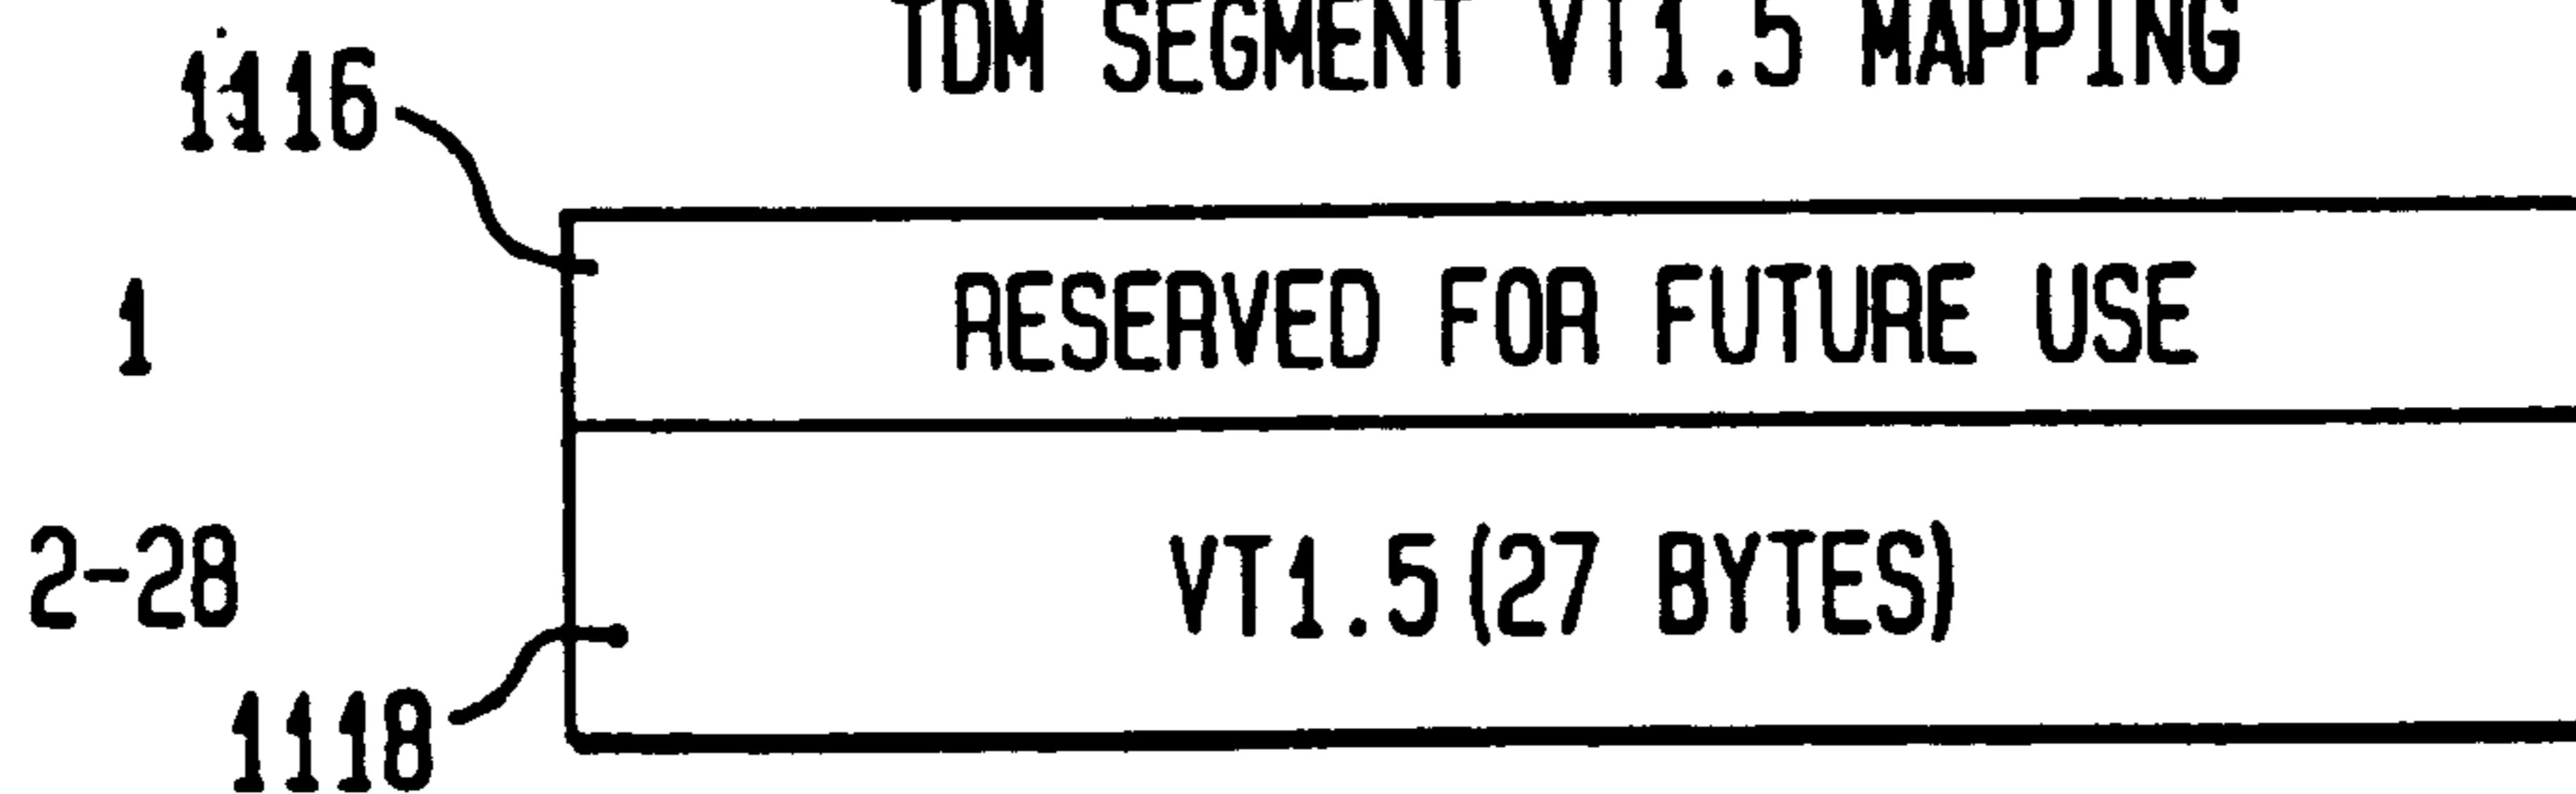 TDM SEGMENT VT1.5 MAPPING
1116
1 RESERVED FOR FUTURE USE
2-28 VT1.5(27 BYTES)
1118